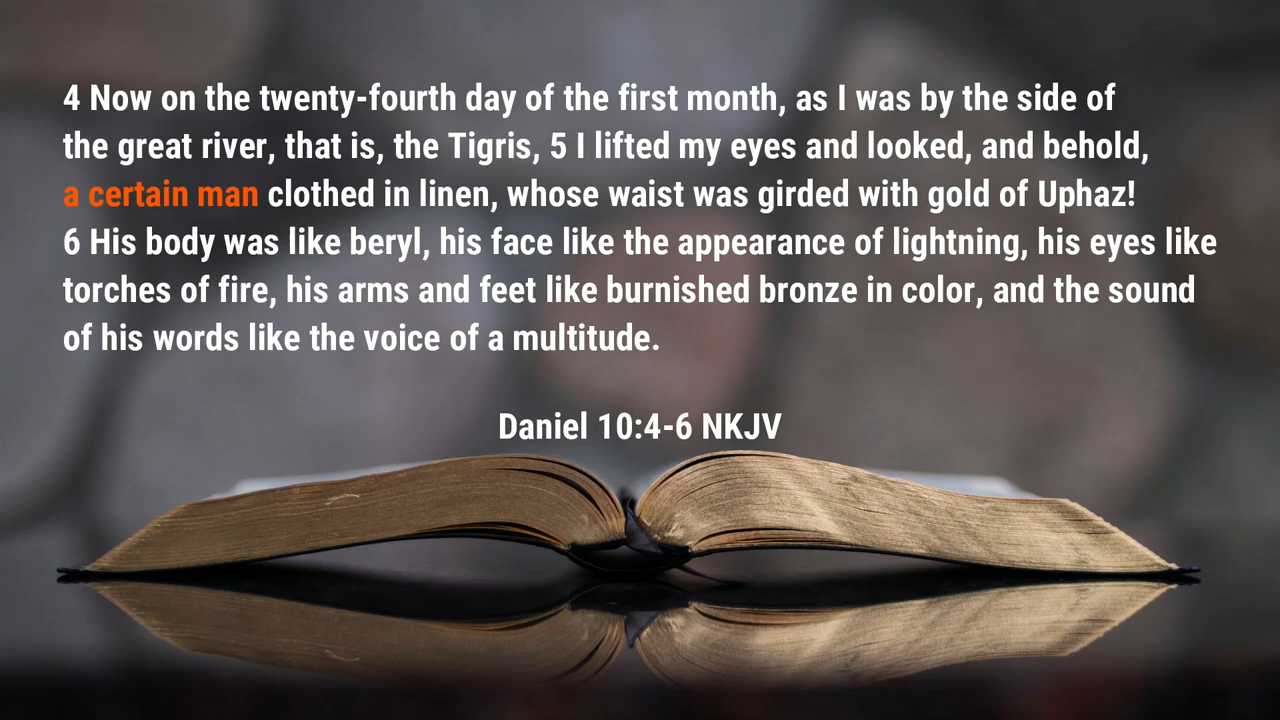 4 Now on the twenty-fourth day of the first month, as I was by the side of
the great river, that is, the Tigris, 5 I lifted my eyes and looked, and behold,
a certain man clothed in linen, whose waist was girded with gold of Uphaz!
6 His body was like beryl, his face like the appearance of lightning, his eyes like
torches of fire, his arms and feet like burnished bronze in color, and the sound
of his words like the voice of a multitude.
Daniel 10:4-6 NKJV